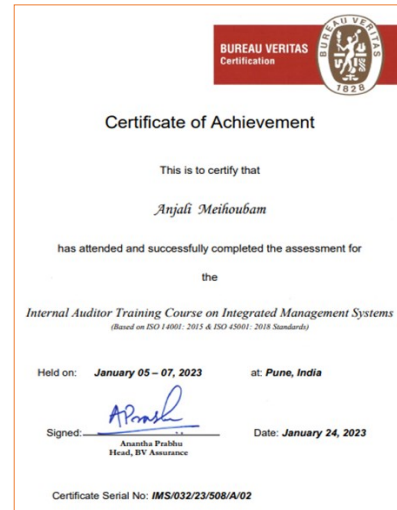 BUREAU VERITAS
Certification
BUREAU VERITAS
1828
Certificate of Achievement
This is to certify that
Anjali Meihoubam
has attended and successfully completed the assessment for
the
Internal Auditor Training Course on Integrated Management Systems
(Based on ISO 14001: 2015 & ISO 45001: 2018 Standards)
Held on: January 05 – 07, 2023 at: Pune, India
APrabh
Signed: Date: January 24, 2023
Anantha Prabhu
Head, BV Assurance
Certificate Serial No: IMS/032/23/508/A/02